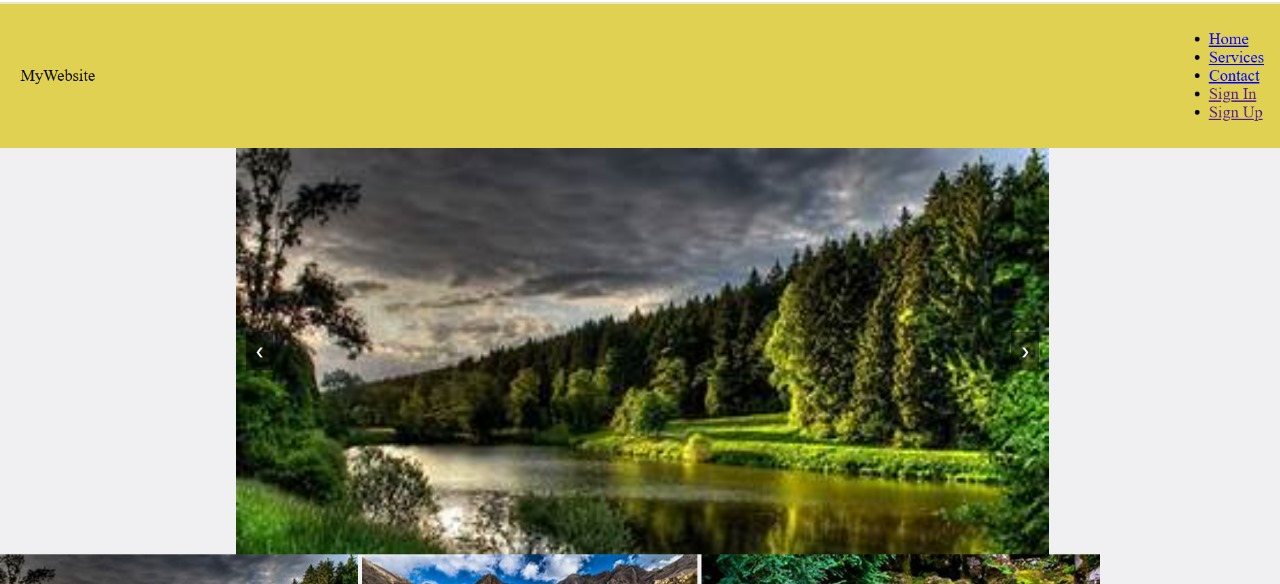 MyWebsite
Home
Services
Contact
Sign In
Sign Up
‹
›